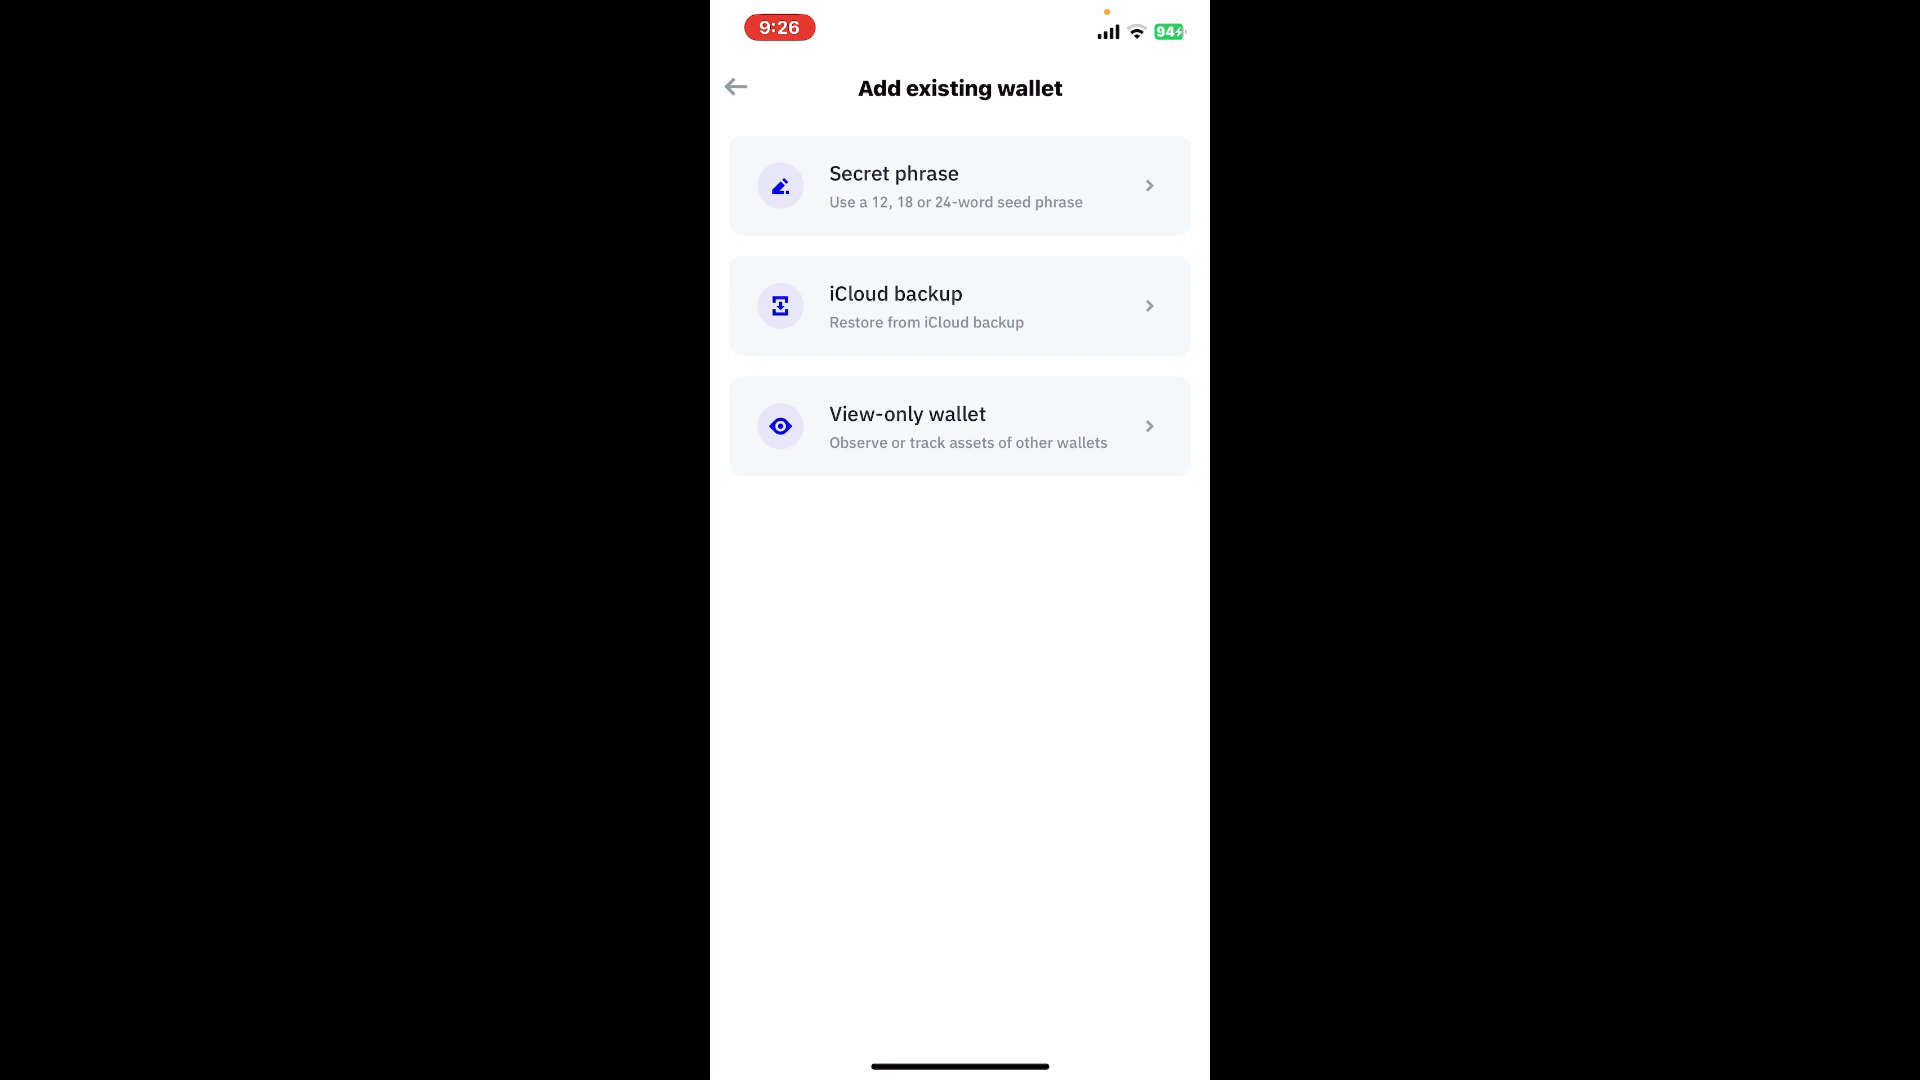 9:26
94
Add existing wallet
Secret phrase
Use a 12, 18 or 24-word seed phrase
iCloud backup
Restore from iCloud backup
View-only wallet
Observe or track assets of other wallets